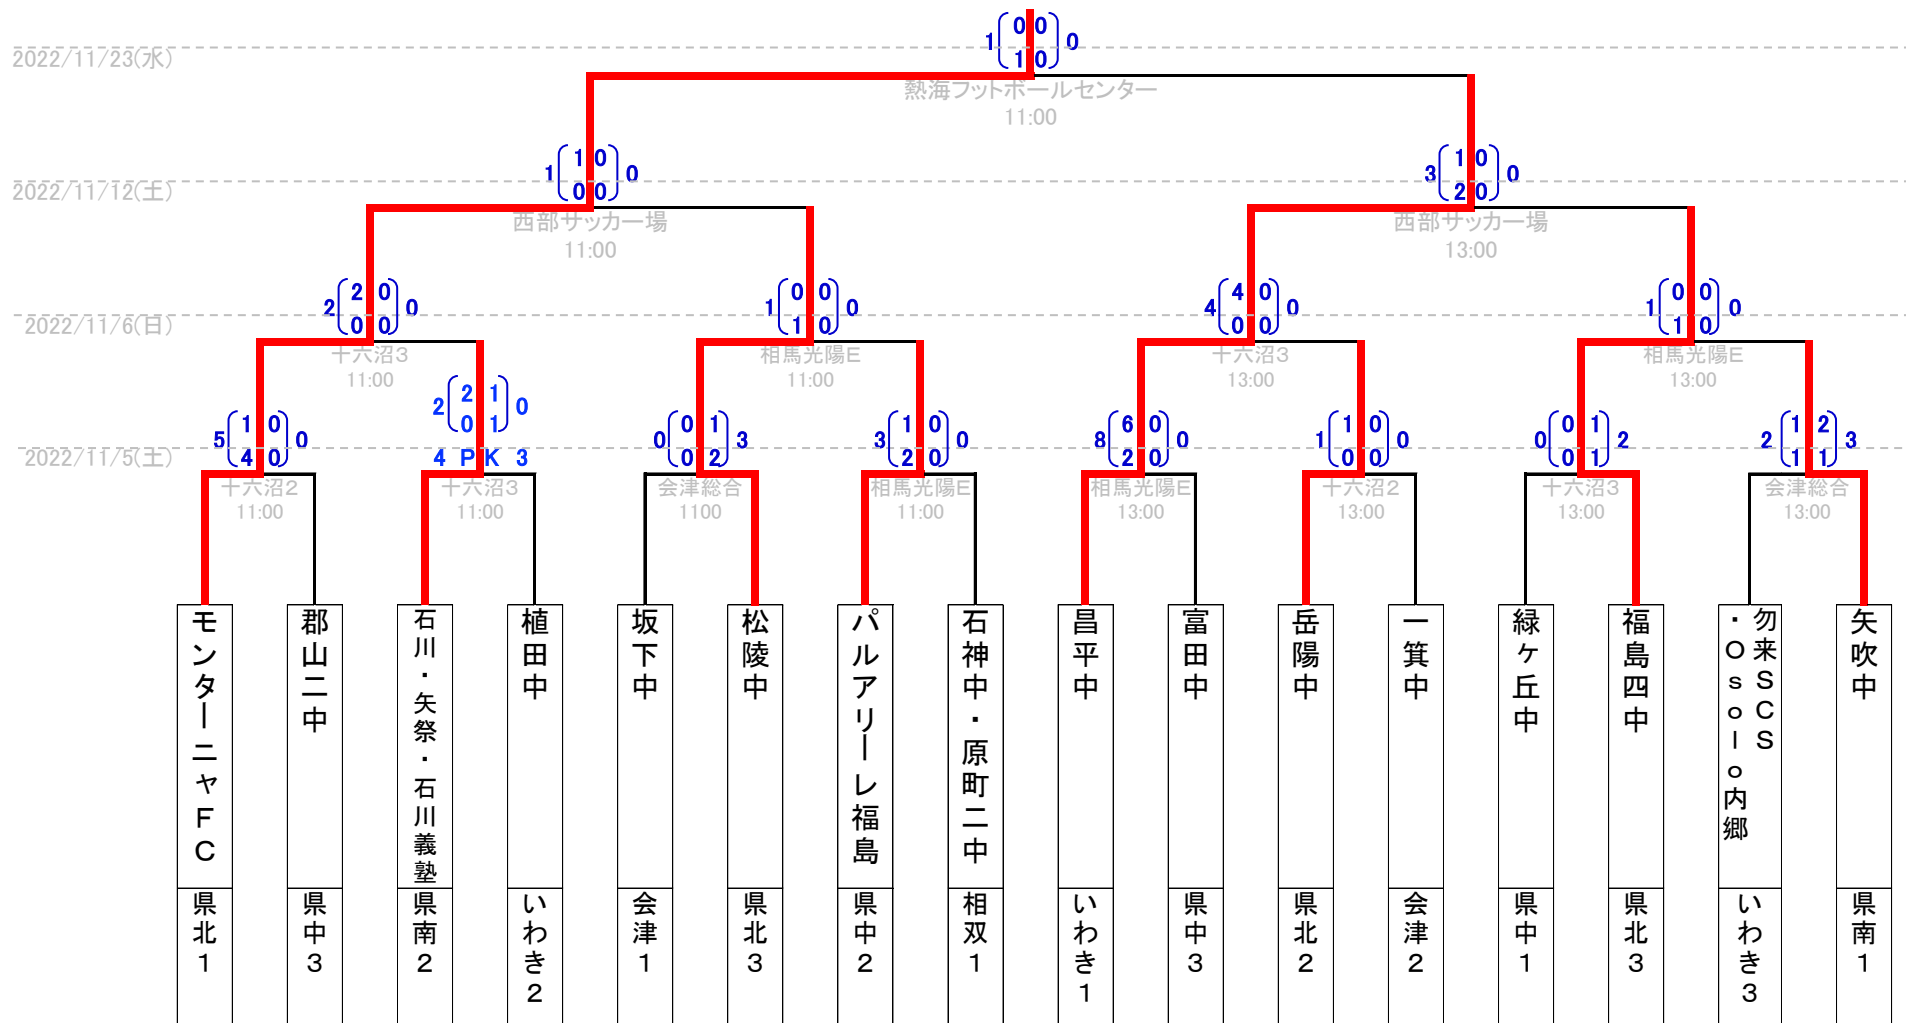 1 0 0 0
1 0
2022/11/23(水)
熱海フットボールセンター
11:00
1 1 0 0
0 0
3 1 0 0
2 0
2022/11/12(土)
西部サッカー場
11:00
西部サッカー場
13:00
2 2 0 0
0 0
1 0 0 0
1 0
4 4 0 0
0 0
1 0 0 0
1 0
2022/11/6(日)
十六沼3
11:00
相馬光陽E
11:00
十六沼3
13:00
相馬光陽E
13:00
5 1 0 0
4 0
2 2 1 0
0 1
4 PK 3
0 0 1 3
0 2
3 1 0 0
2 0
8 6 0 0
2 0
1 1 0 0
0 0
0 0 1 2
0 1
2 1 2 3
1 1
2022/11/5(土)
十六沼2
11:00
十六沼3
11:00
会津総合
1100
相馬光陽E
11:00
相馬光陽E
13:00
十六沼2
13:00
十六沼3
13:00
会津総合
13:00
モンターニャFC
郡山二中
石川・矢祭・石川義塾
植田中
坂下中
松陵中
パルアリーレ福島
石神中・原町二中
昌平中
富田中
岳陽中
一箕中
緑ヶ丘中
福島四中
勿来SCS
・Osolo内郷
矢吹中
県北1
県中3
県南2
いわき2
会津1
県北3
県中2
相双1
いわき1
県中3
県北2
会津2
県中1
県北3
いわき3
県南1